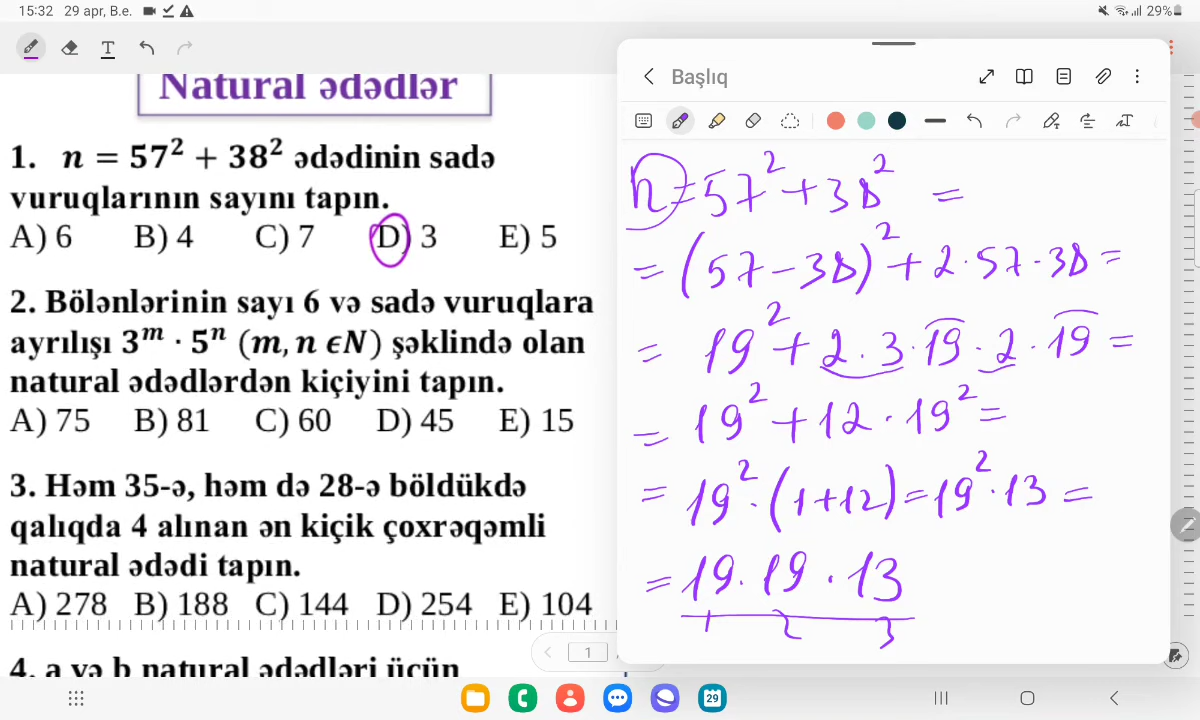 15:32 29 apr, B.e. 29%
Natural ədədlər
1. n = 57² + 38² ədədinin sadə
vuruqlarının sayını tapın.
A) 6 B) 4 C) 7 D) 3 E) 5
2. Bölənlərinin sayı 6 və sadə vuruqlara
ayrılışı 3ᵐ · 5ⁿ (m, n ϵN) şəklində olan
natural ədədlərdən kiçiyini tapın.
A) 75 B) 81 C) 60 D) 45 E) 15
3. Həm 35-ə, həm də 28-ə böldükdə
qalıqda 4 alınan ən kiçik çoxrəqəmli
natural ədədi tapın.
A) 278 B) 188 C) 144 D) 254 E) 104
4. a və b natural ədədləri üçün
1
Başlıq
n = 57² + 38² =
= (57 - 38)² + 2 · 57 · 38 =
= 19² + 2 · 3 · 19 · 2 · 19 =
= 19² + 12 · 19² =
= 19² · (1 + 12) = 19² · 13 =
= 19 · 19 · 13
1 2 3
29